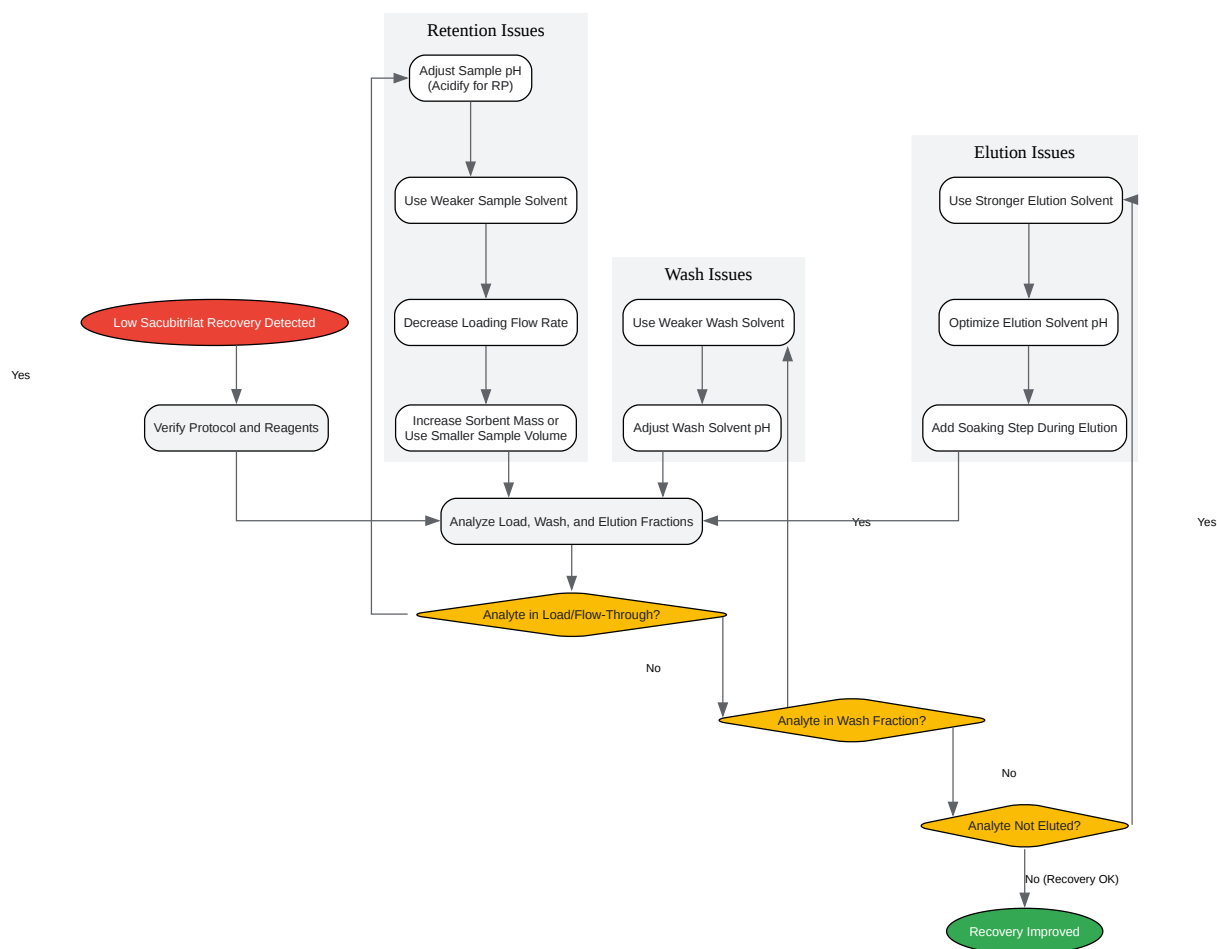 Retention Issues
Adjust Sample pH
(Acidify for RP)
Elution Issues
Use Weaker Sample Solvent
Use Stronger Elution Solvent
Wash Issues
Low Sacubitrilat Recovery Detected
Decrease Loading Flow Rate
Use Weaker Wash Solvent
Optimize Elution Solvent pH
Yes
Verify Protocol and Reagents
Increase Sorbent Mass or
Use Smaller Sample Volume
Adjust Wash Solvent pH
Add Soaking Step During Elution
Analyze Load, Wash, and Elution Fractions
Yes
Yes
Analyte in Load/Flow-Through?
No
Analyte in Wash Fraction?
No
Analyte Not Eluted?
No (Recovery OK)
Recovery Improved